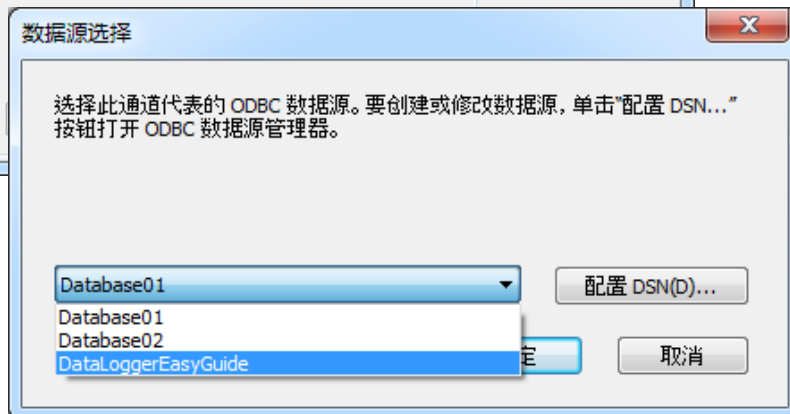 数据源选择
选择此通道代表的 ODBC 数据源。要创建或修改数据源，单击“配置 DSN...”
按钮打开 ODBC 数据源管理器。
Database01
配置 DSN(D)...
Database01
Database02
DataLoggerEasyGuide
定
取消